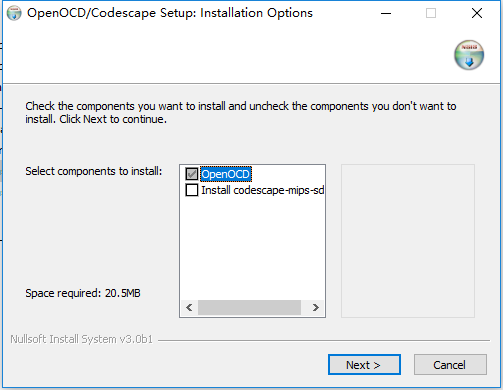 OpenOCD/Codescape Setup: Installation Options
Check the components you want to install and uncheck the components you don't want to
install. Click Next to continue.
Select components to install:
OpenOCD
Install codescape-mips-sd
Space required: 20.5MB
Nullsoft Install System v3.0b1
Next >
Cancel